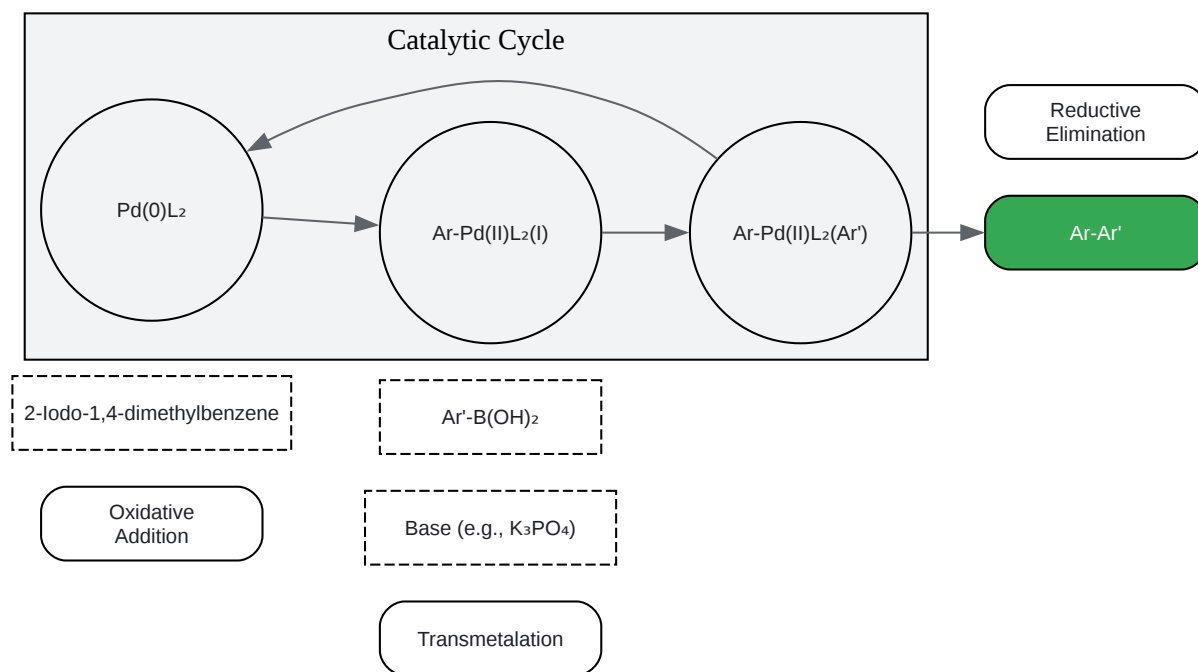 Catalytic Cycle
Pd(0)L₂
Ar-Pd(II)L₂(I)
Ar-Pd(II)L₂(Ar')
Reductive
Elimination
Ar-Ar'
2-Iodo-1,4-dimethylbenzene
Ar'-B(OH)₂
Oxidative
Addition
Base (e.g., K₃PO₄)
Transmetalation